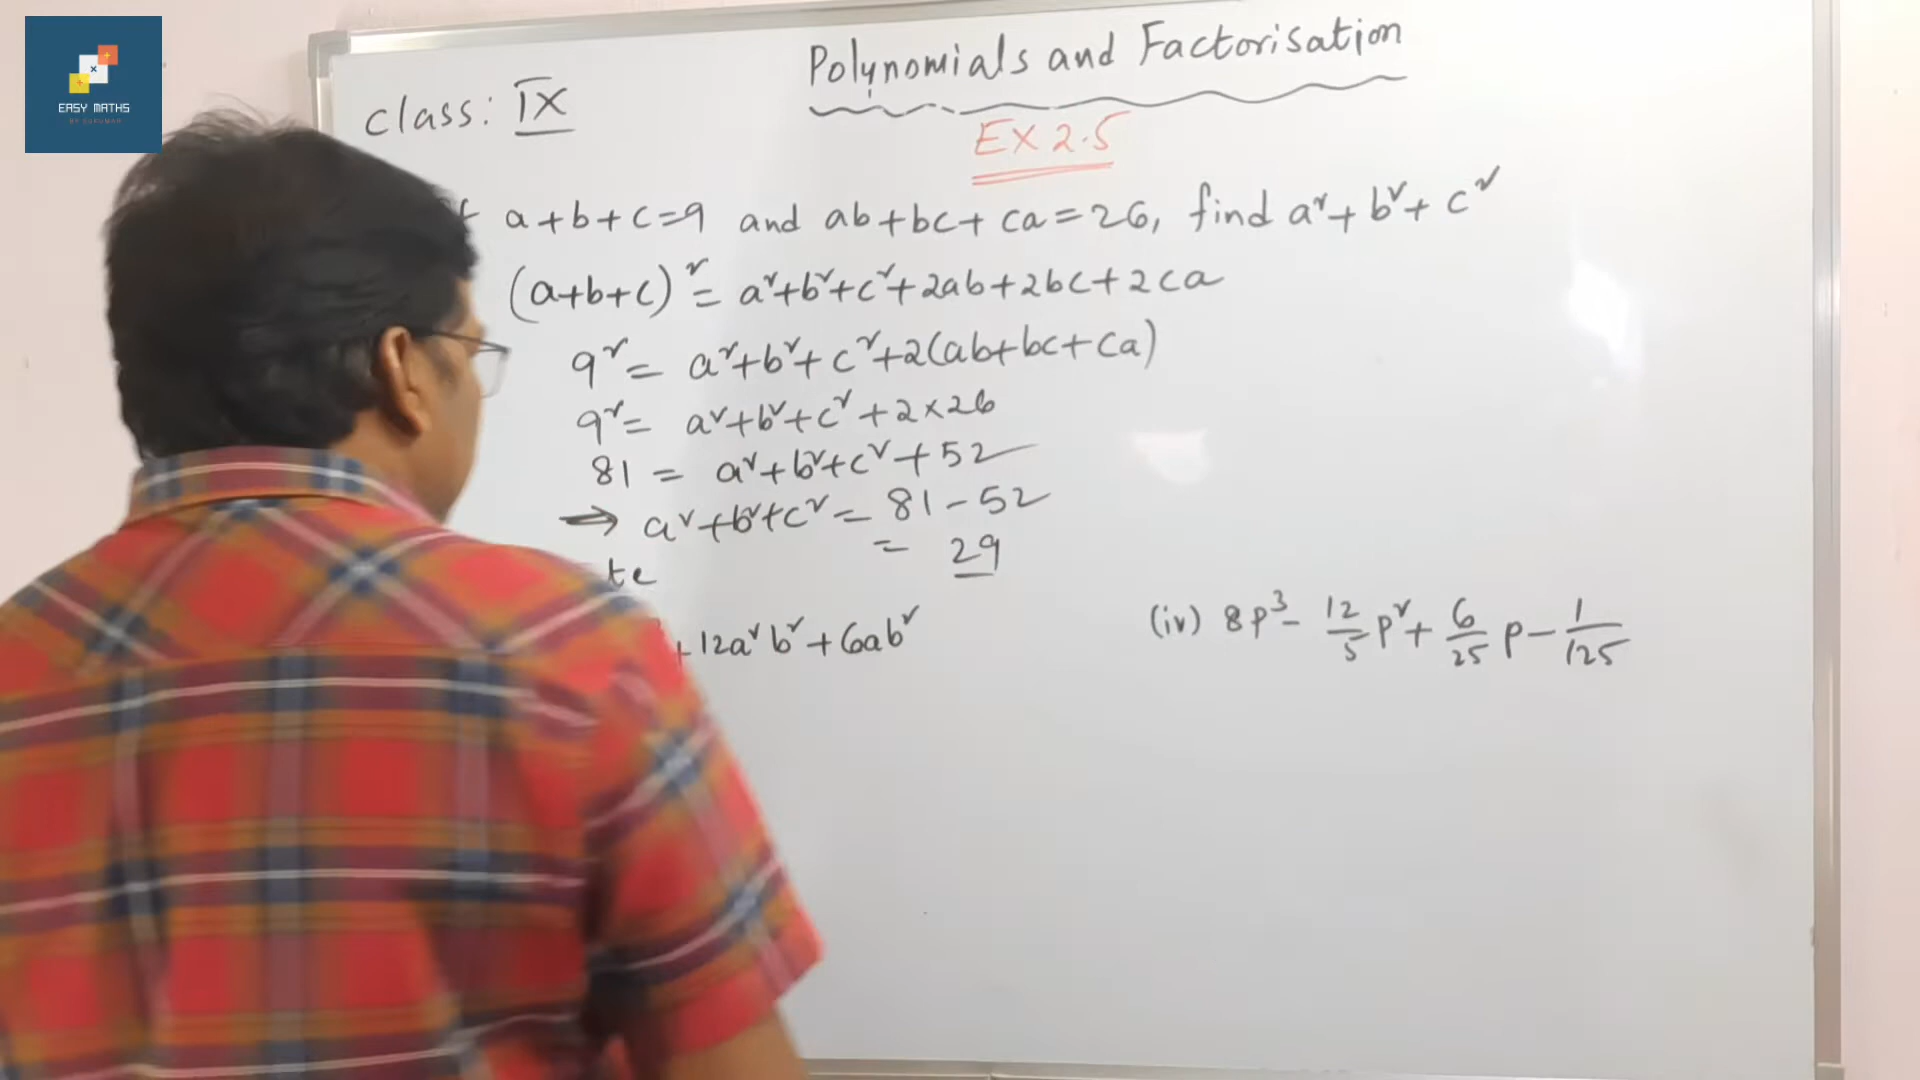 EASY MATHS
Polynomials and Factorisation
class: IX
EX 2.5
a+b+c=9 and ab+bc+ca=26, find a²+b²+c²
(a+b+c)² = a²+b²+c²+2ab+2bc+2ca
9² = a²+b²+c²+2(ab+bc+ca)
9² = a²+b²+c²+2×26
81 = a²+b²+c²+52
⇒ a²+b²+c² = 81-52
= 29
te
+12a²b²+6ab²
(iv) 8p³ - 12/5 p² + 6/25 p - 1/125